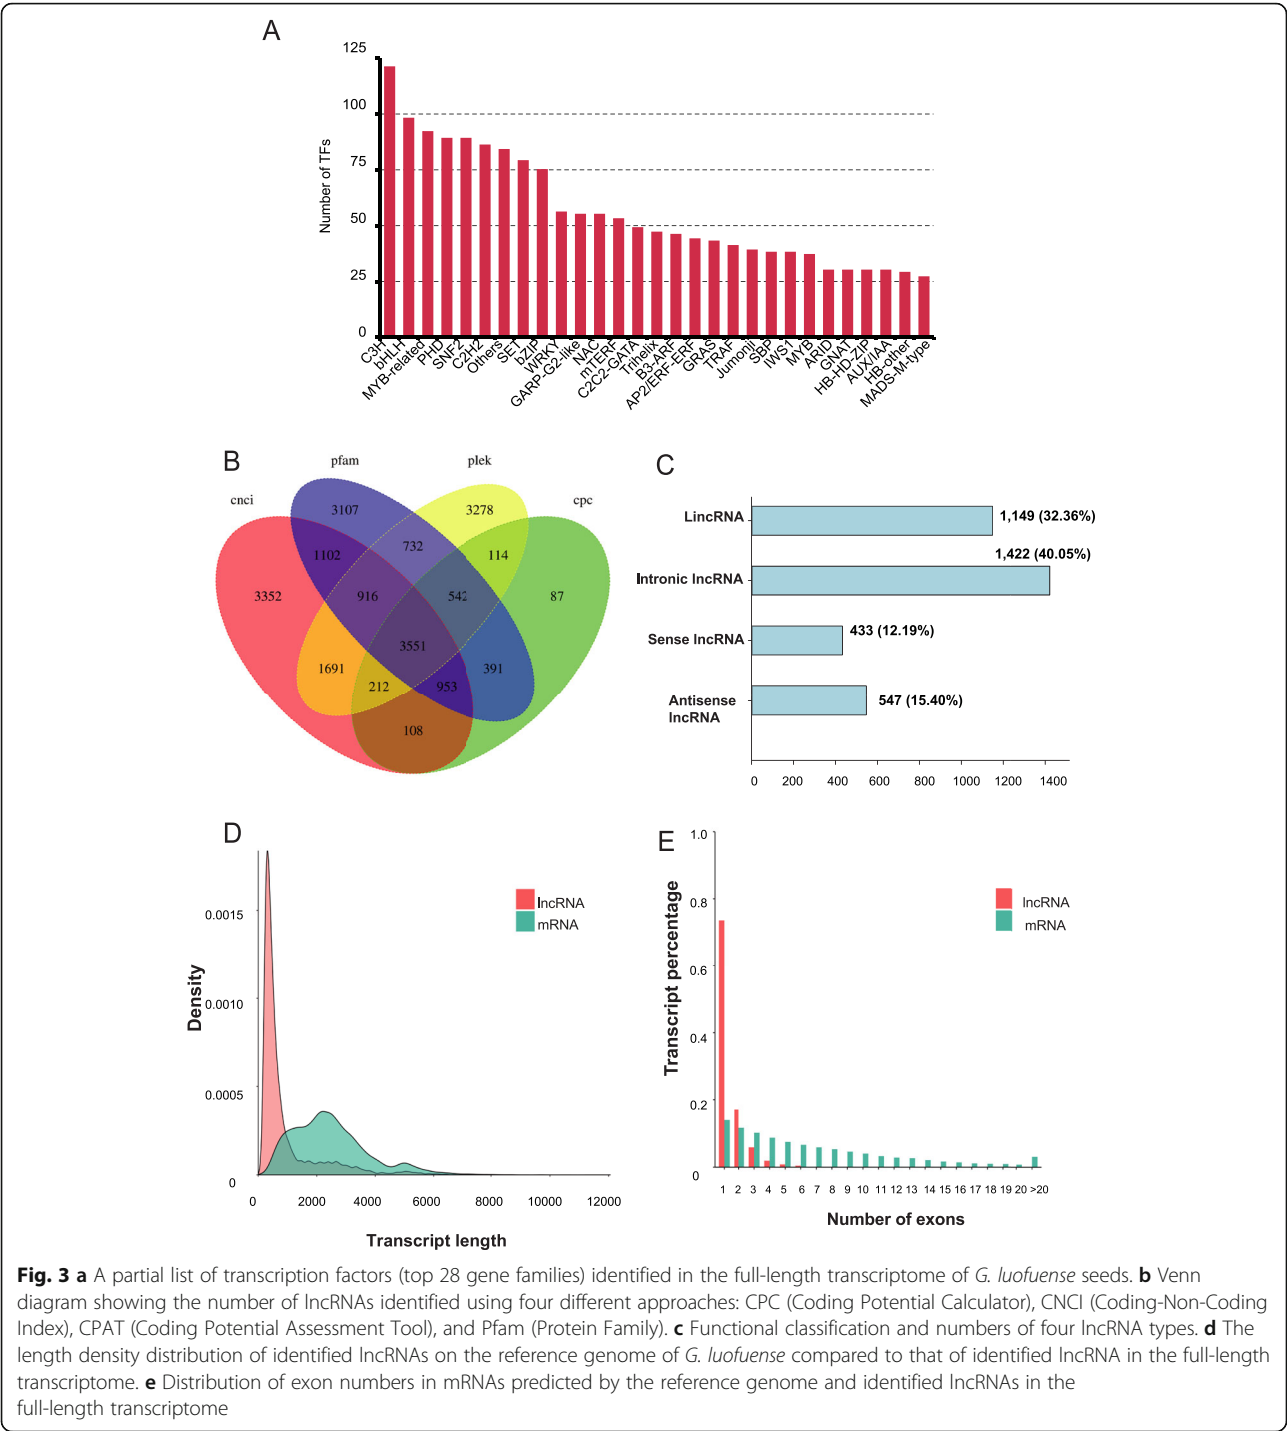 A
125
100
75
50
25
0
Number of TFs
C3H
bHLH
MYB-related
PHD
SNF2
C2H2
Others
SET
bZIP
WRKY
GARP-G2-like
NAC
mTERF
C2C2-GATA
Trihelix
B3-ARF
AP2/ERF-ERF
GRAS
TRAF
Jumonji
SBP
IWS1
MYB
ARID
GNAT
HB-HD-ZIP
AUX/IAA
HB-other
MADS-M-type
B
pfam
plek
cnci
cpc
3107
3278
1102
732
114
3352
916
542
87
3551
1691
391
212
953
108
C
LincRNA
1,149 (32.36%)
1,422 (40.05%)
Intronic lncRNA
Sense lncRNA
433 (12.19%)
Antisense
lncRNA
547 (15.40%)
0 200 400 600 800 1000 1200 1400
D
lncRNA
mRNA
Density
0.0015
0.0010
0.0005
0
0 2000 4000 6000 8000 10000 12000
Transcript length
E
1.0
0.8
0.6
0.4
0.2
0
Transcript percentage
lncRNA
mRNA
1 2 3 4 5 6 7 8 9 10 11 12 13 14 15 16 17 18 19 20 >20
Number of exons
Fig. 3 a A partial list of transcription factors (top 28 gene families) identified in the full-length transcriptome of G. luofuense seeds. b Venn
diagram showing the number of lncRNAs identified using four different approaches: CPC (Coding Potential Calculator), CNCI (Coding-Non-Coding
Index), CPAT (Coding Potential Assessment Tool), and Pfam (Protein Family). c Functional classification and numbers of four lncRNA types. d The
length density distribution of identified lncRNAs on the reference genome of G. luofuense compared to that of identified lncRNA in the full-length
transcriptome. e Distribution of exon numbers in mRNAs predicted by the reference genome and identified lncRNAs in the
full-length transcriptome